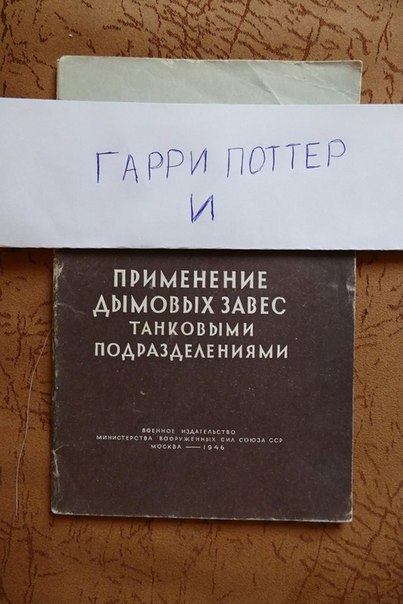 ГАРРИ ПОТТЕР
И
ПРИМЕНЕНИЕ
ДЫМОВЫХ ЗАВЕС
ТАНКОВЫМИ
ПОДРАЗДЕЛЕНИЯМИ
ВОЕННОЕ ИЗДАТЕЛЬСТВО
МИНИСТЕРСТВА ВООРУЖЕННЫХ СИЛ СОЮЗА ССР
МОСКВА — 1946